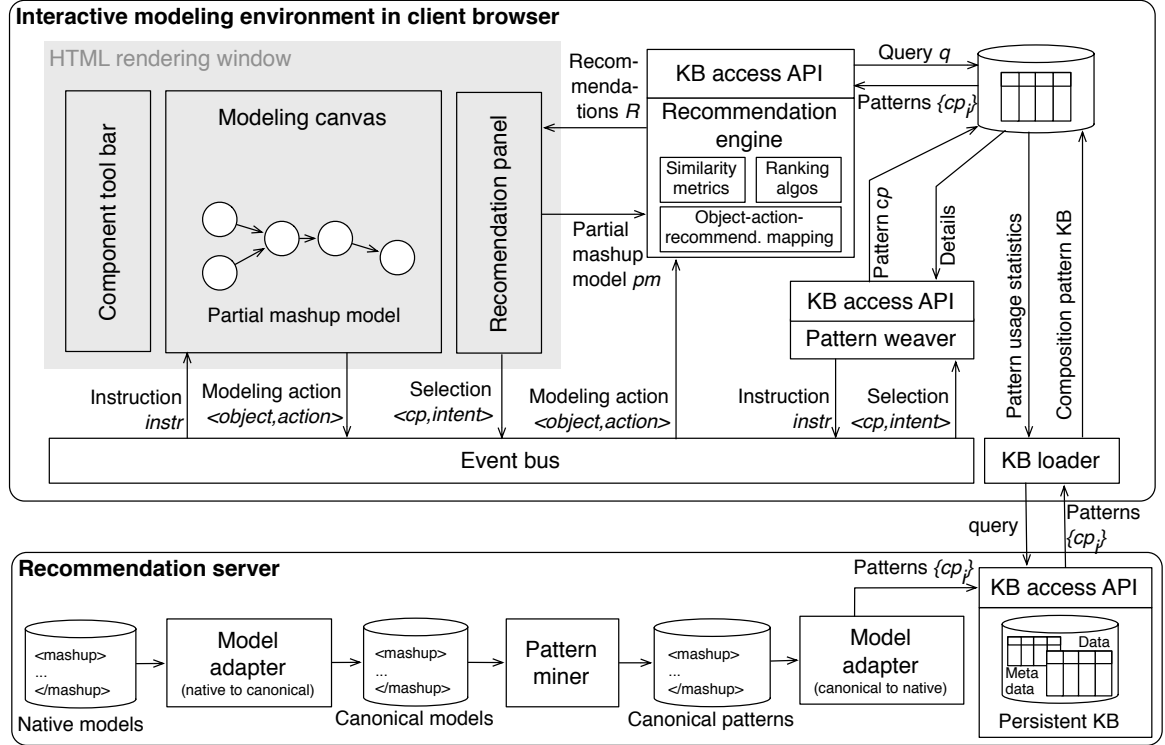 Interactive modeling environment in client browser
HTML rendering window
Component tool bar
Modeling canvas
Partial mashup model
Recomendation panel
Recom-
menda-
tions R
Partial
mashup
model pm
KB access API
Recommendation
engine
Similarity
metrics
Ranking
algos
Object-action-
recommend. mapping
Query q
Patterns {cpi}
Pattern cp
Details
KB access API
Pattern weaver
Pattern usage statistics
Composition pattern KB
Instruction
instr
Modeling action
<object,action>
Selection
<cp,intent>
Modeling action
<object,action>
Instruction
instr
Selection
<cp,intent>
Event bus
KB loader
query
Patterns
{cpi}
Recommendation server
Patterns {cpi}
KB access API
<mashup>
...
</mashup>
Native models
Model
adapter
(native to canonical)
<mashup>
...
</mashup>
Canonical models
Pattern
miner
<mashup>
...
</mashup>
Canonical patterns
Model
adapter
(canonical to native)
Data
Meta
data
Persistent KB